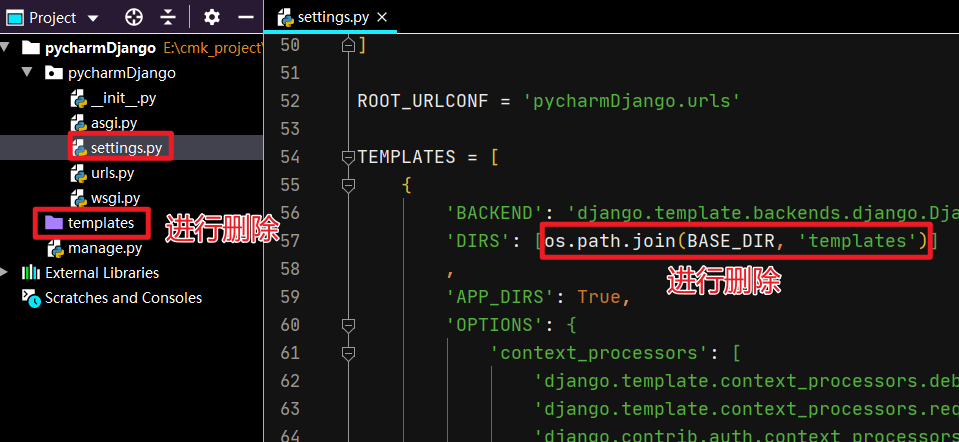 Project
pycharmDjango E:\cmk_project\
pycharmDjango
__init__.py
asgi.py
settings.py
urls.py
wsgi.py
templates 进行删除
manage.py
External Libraries
Scratches and Consoles
settings.py
50 ]
51
52 ROOT_URLCONF = 'pycharmDjango.urls'
53
54 TEMPLATES = [
55 {
56 'BACKEND': 'django.template.backends.django.Dja
57 'DIRS': [os.path.join(BASE_DIR, 'templates')]
58 ,
进行删除
59 'APP_DIRS': True,
60 'OPTIONS': {
61 'context_processors': [
62 'django.template.context_processors.deb
63 'django.template.context_processors.req
64 'django.contrib.auth.context_processors